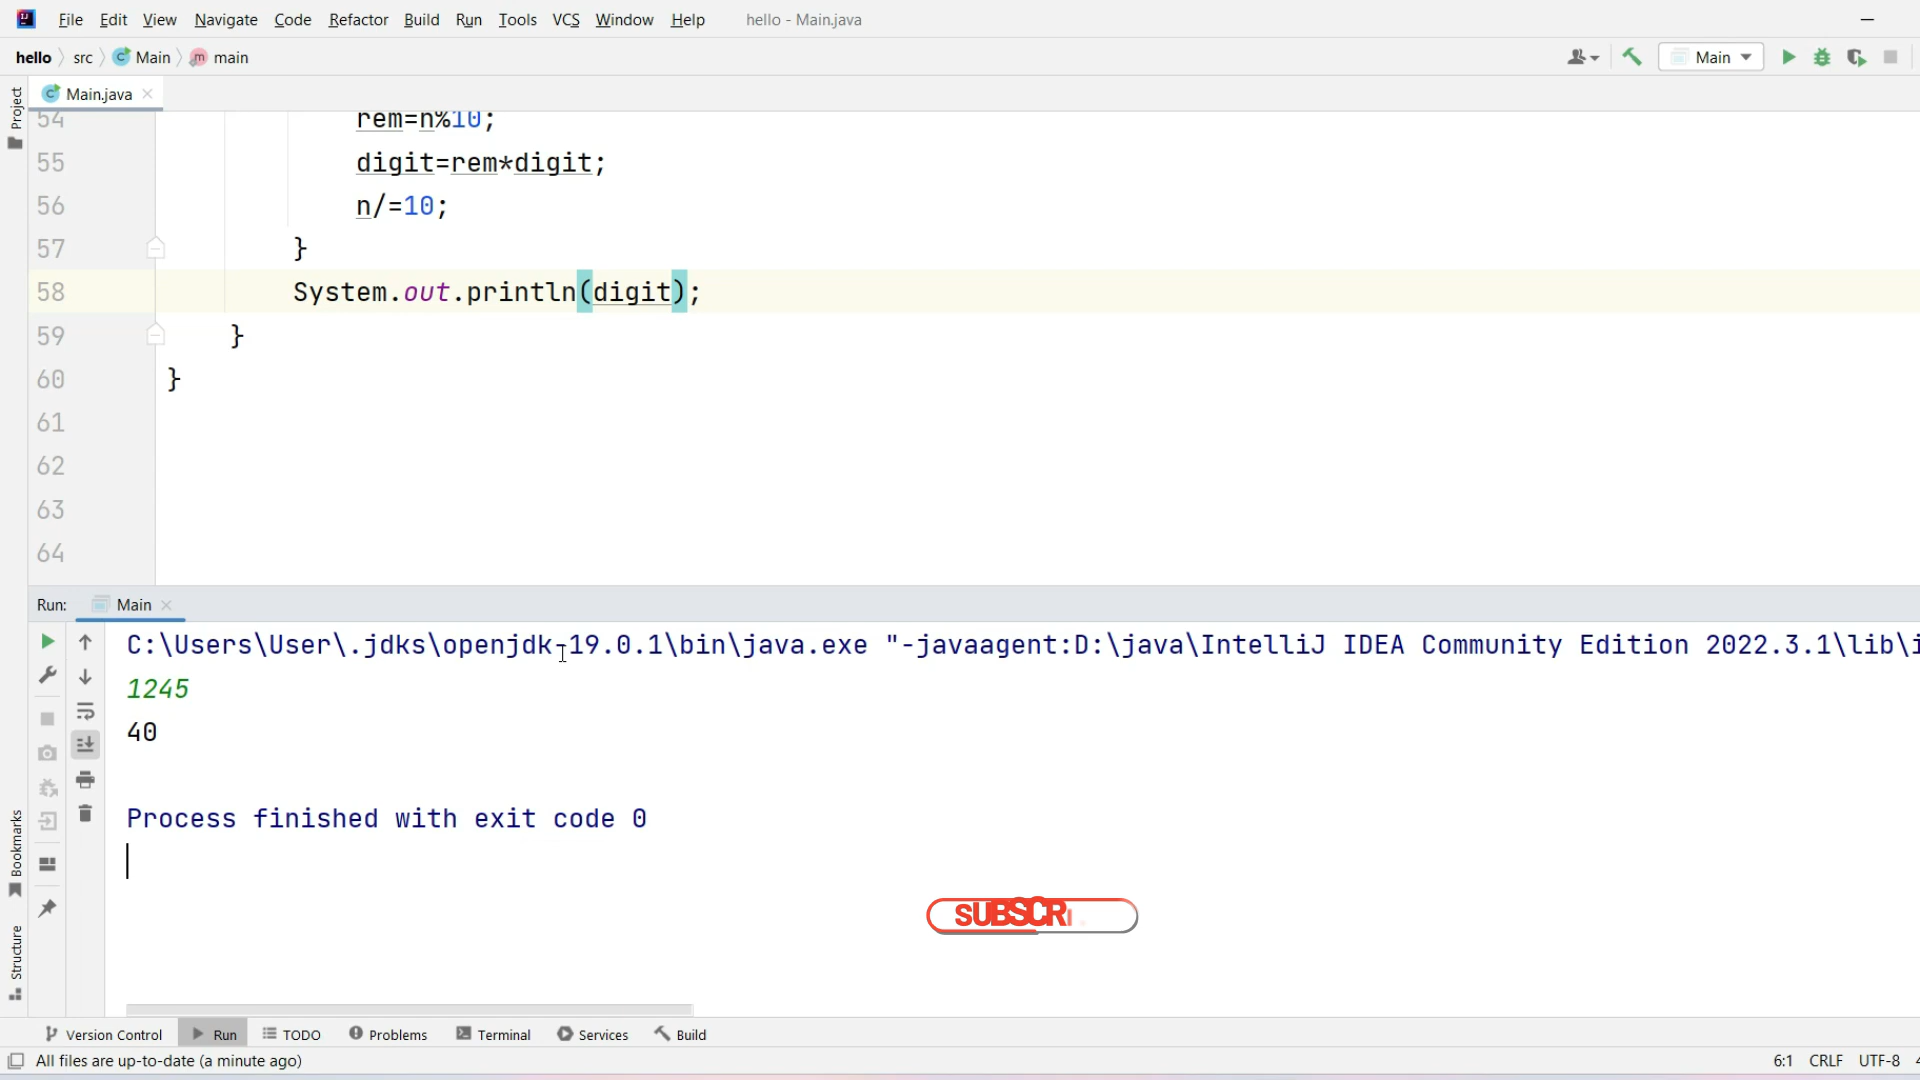 File Edit View Navigate Code Refactor Build Run Tools VCS Window Help hello - Main.java
hello src Main main Main
Main.java
Project
54 rem=n%10;
55 digit=rem*digit;
56 n/=10;
57 }
58 System.out.println(digit);
59 }
60 }
61
62
63
64
Run: Main
C:\Users\User\.jdks\openjdk-19.0.1\bin\java.exe "-javaagent:D:\java\IntelliJ IDEA Community Edition 2022.3.1\lib\i
1245
40
Process finished with exit code 0
SUBSCRI
Bookmarks
Structure
Version Control Run TODO Problems Terminal Services Build
All files are up-to-date (a minute ago) 6:1 CRLF UTF-8